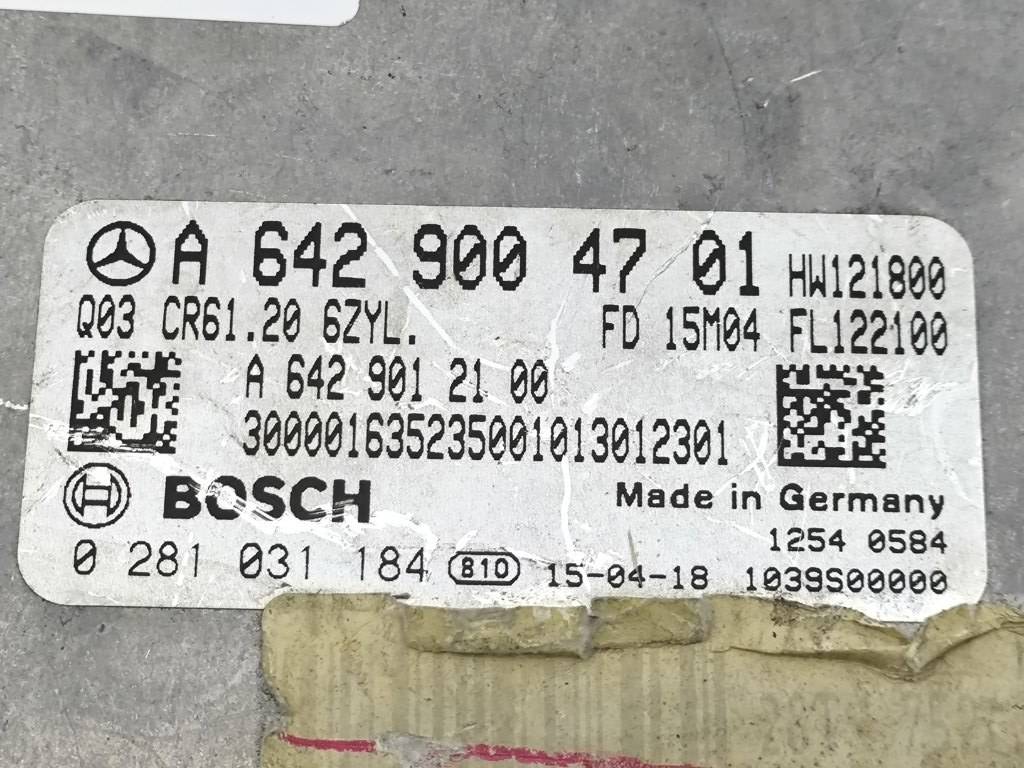 A 642 900 47 01 HW121800
Q03 CR61.20 6ZYL. FD 15M04 FL122100
A 642 901 21 00
300001635235001013012301
BOSCH Made in Germany
1254 0584
0 281 031 184 810 15-04-18 1039S00000